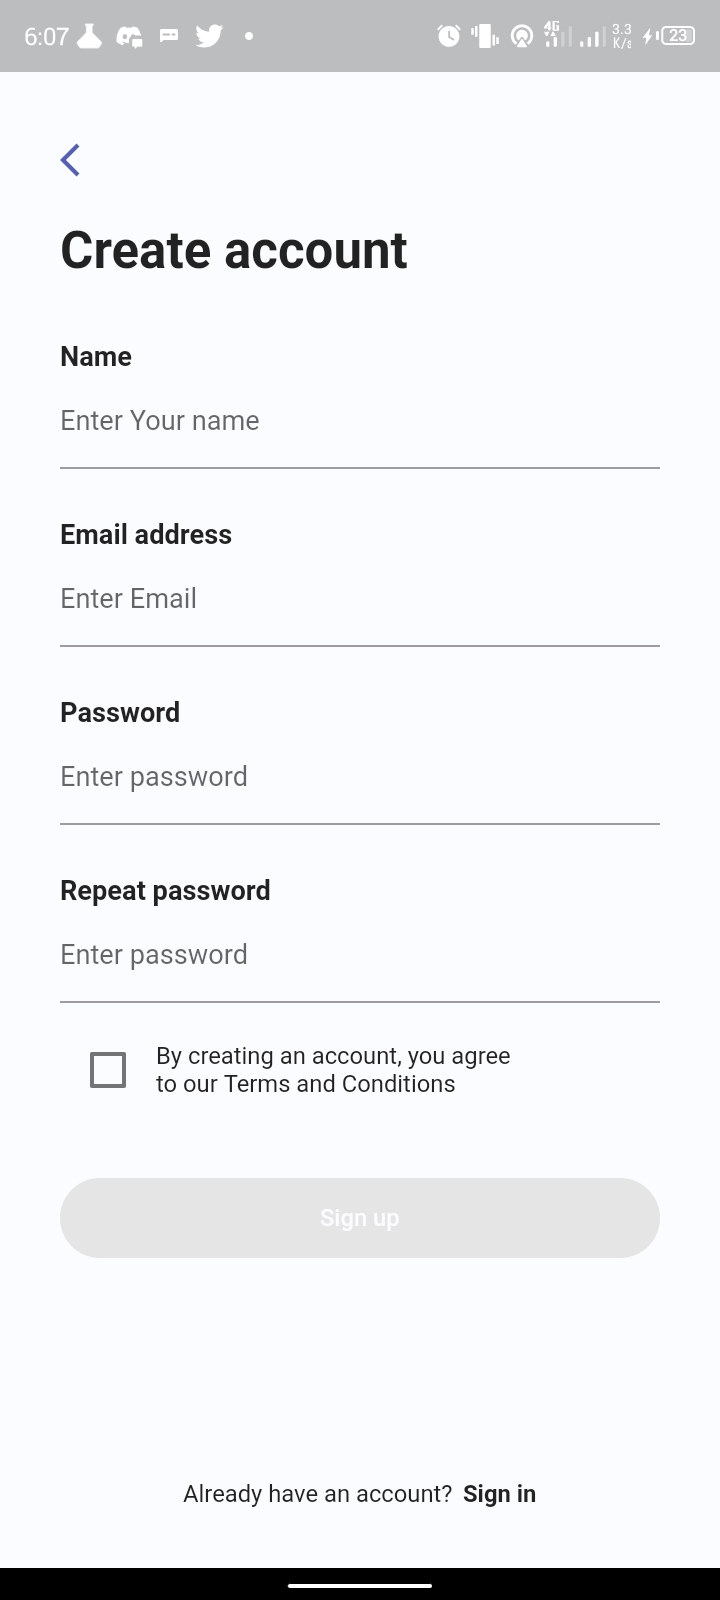 6:07
4G
3.3
K/s
23
Create account
Name
Enter Your name
Email address
Enter Email
Password
Enter password
Repeat password
Enter password
By creating an account, you agree
to our Terms and Conditions
Sign up
Already have an account? Sign in